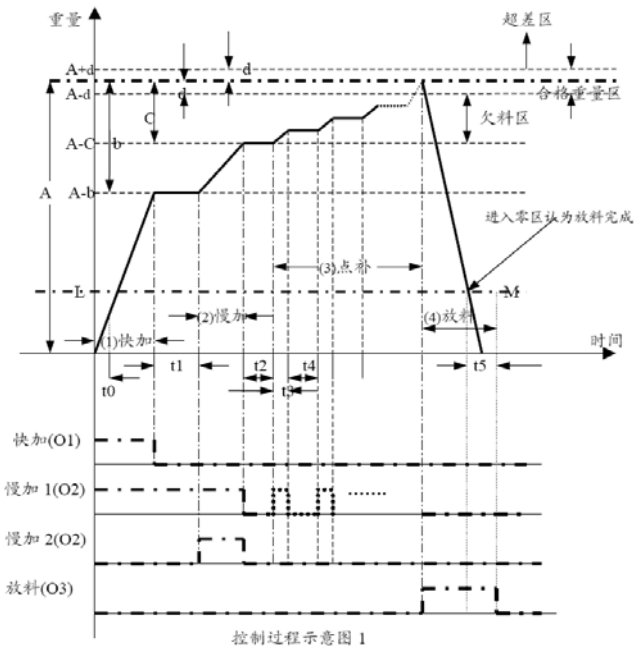 重量
超差区
A+d
d
A-d
d
合格重量区
C
欠料区
A-C
b
A
A-b
进入零区认为放料完成
(3)点补
L
M
(2)慢加
(4)放料
(1)快加
时间
t1
t2
t4
t5
t0
t3
快加(O1)
慢加 1(O2)
慢加 2(O2)
放料(O3)
控制过程示意图 1